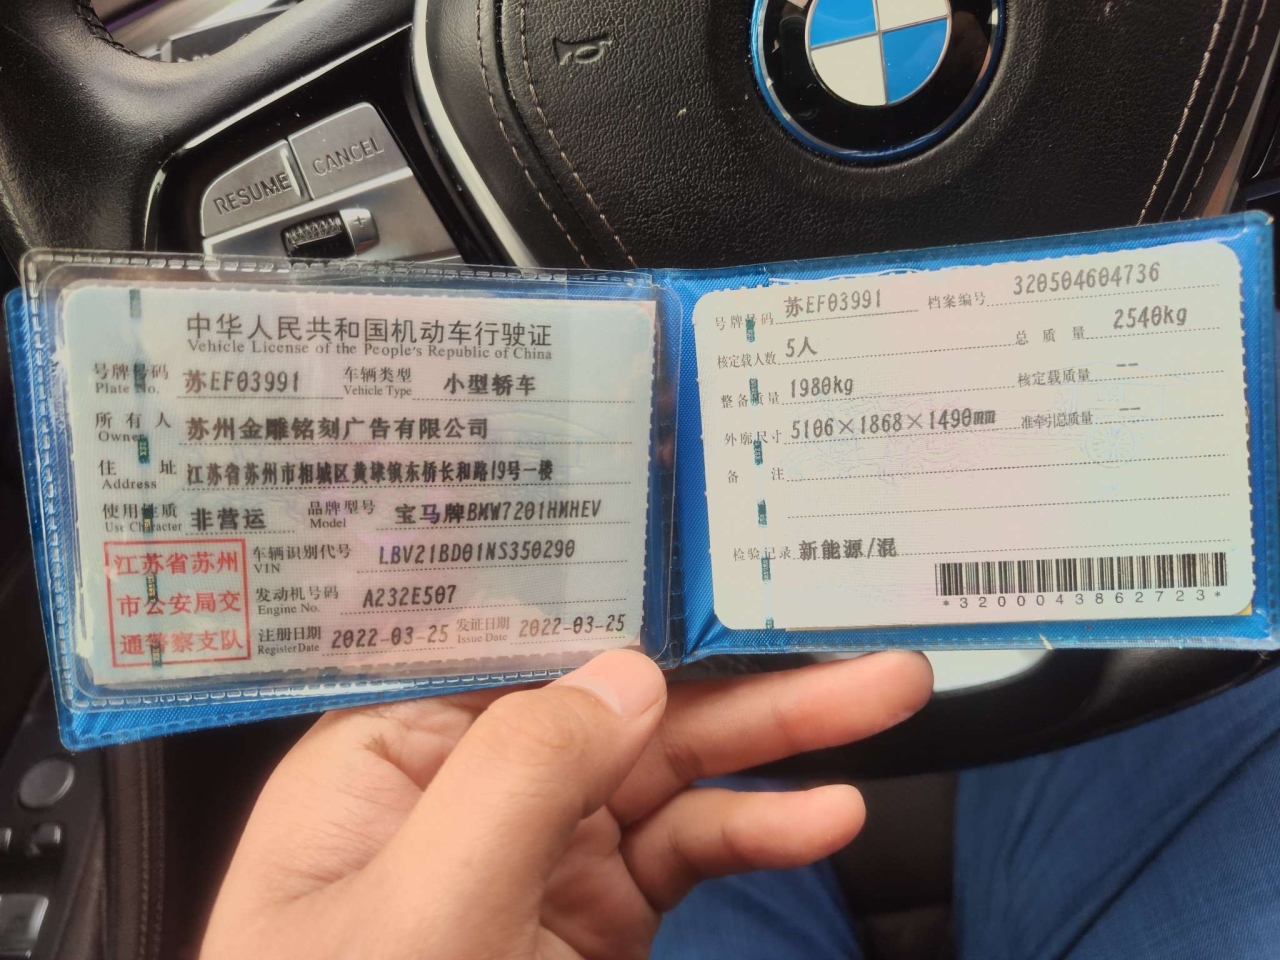 RESUME
CANCEL
+
中华人民共和国机动车行驶证
Vehicle License of the People's Republic of China
号牌号码 苏EF03991 车辆类型 小型轿车
Plate No. Vehicle Type
所有人 苏州金雕铭刻广告有限公司
Owner
住址 江苏省苏州市相城区黄埭镇东桥长和路19号一楼
Address
使用性质 非营运 品牌型号 宝马牌BMW7201HMHEV
Use Character Model
江苏省苏州
市公安局交
通警察支队
车辆识别代号 LBV21BD01NS350290
VIN
发动机号码 A232E507
Engine No.
注册日期 2022-03-25 发证日期 2022-03-25
Register Date Issue Date
号牌号码 苏EF03991 档案编号 320504604736
核定载人数 5人 总质量 2540kg
整备质量 1980kg 核定载质量 --
外廓尺寸 5106×1868×1490mm 准牵引总质量 --
备注
检验记录 新能源/混
*3200043862723*